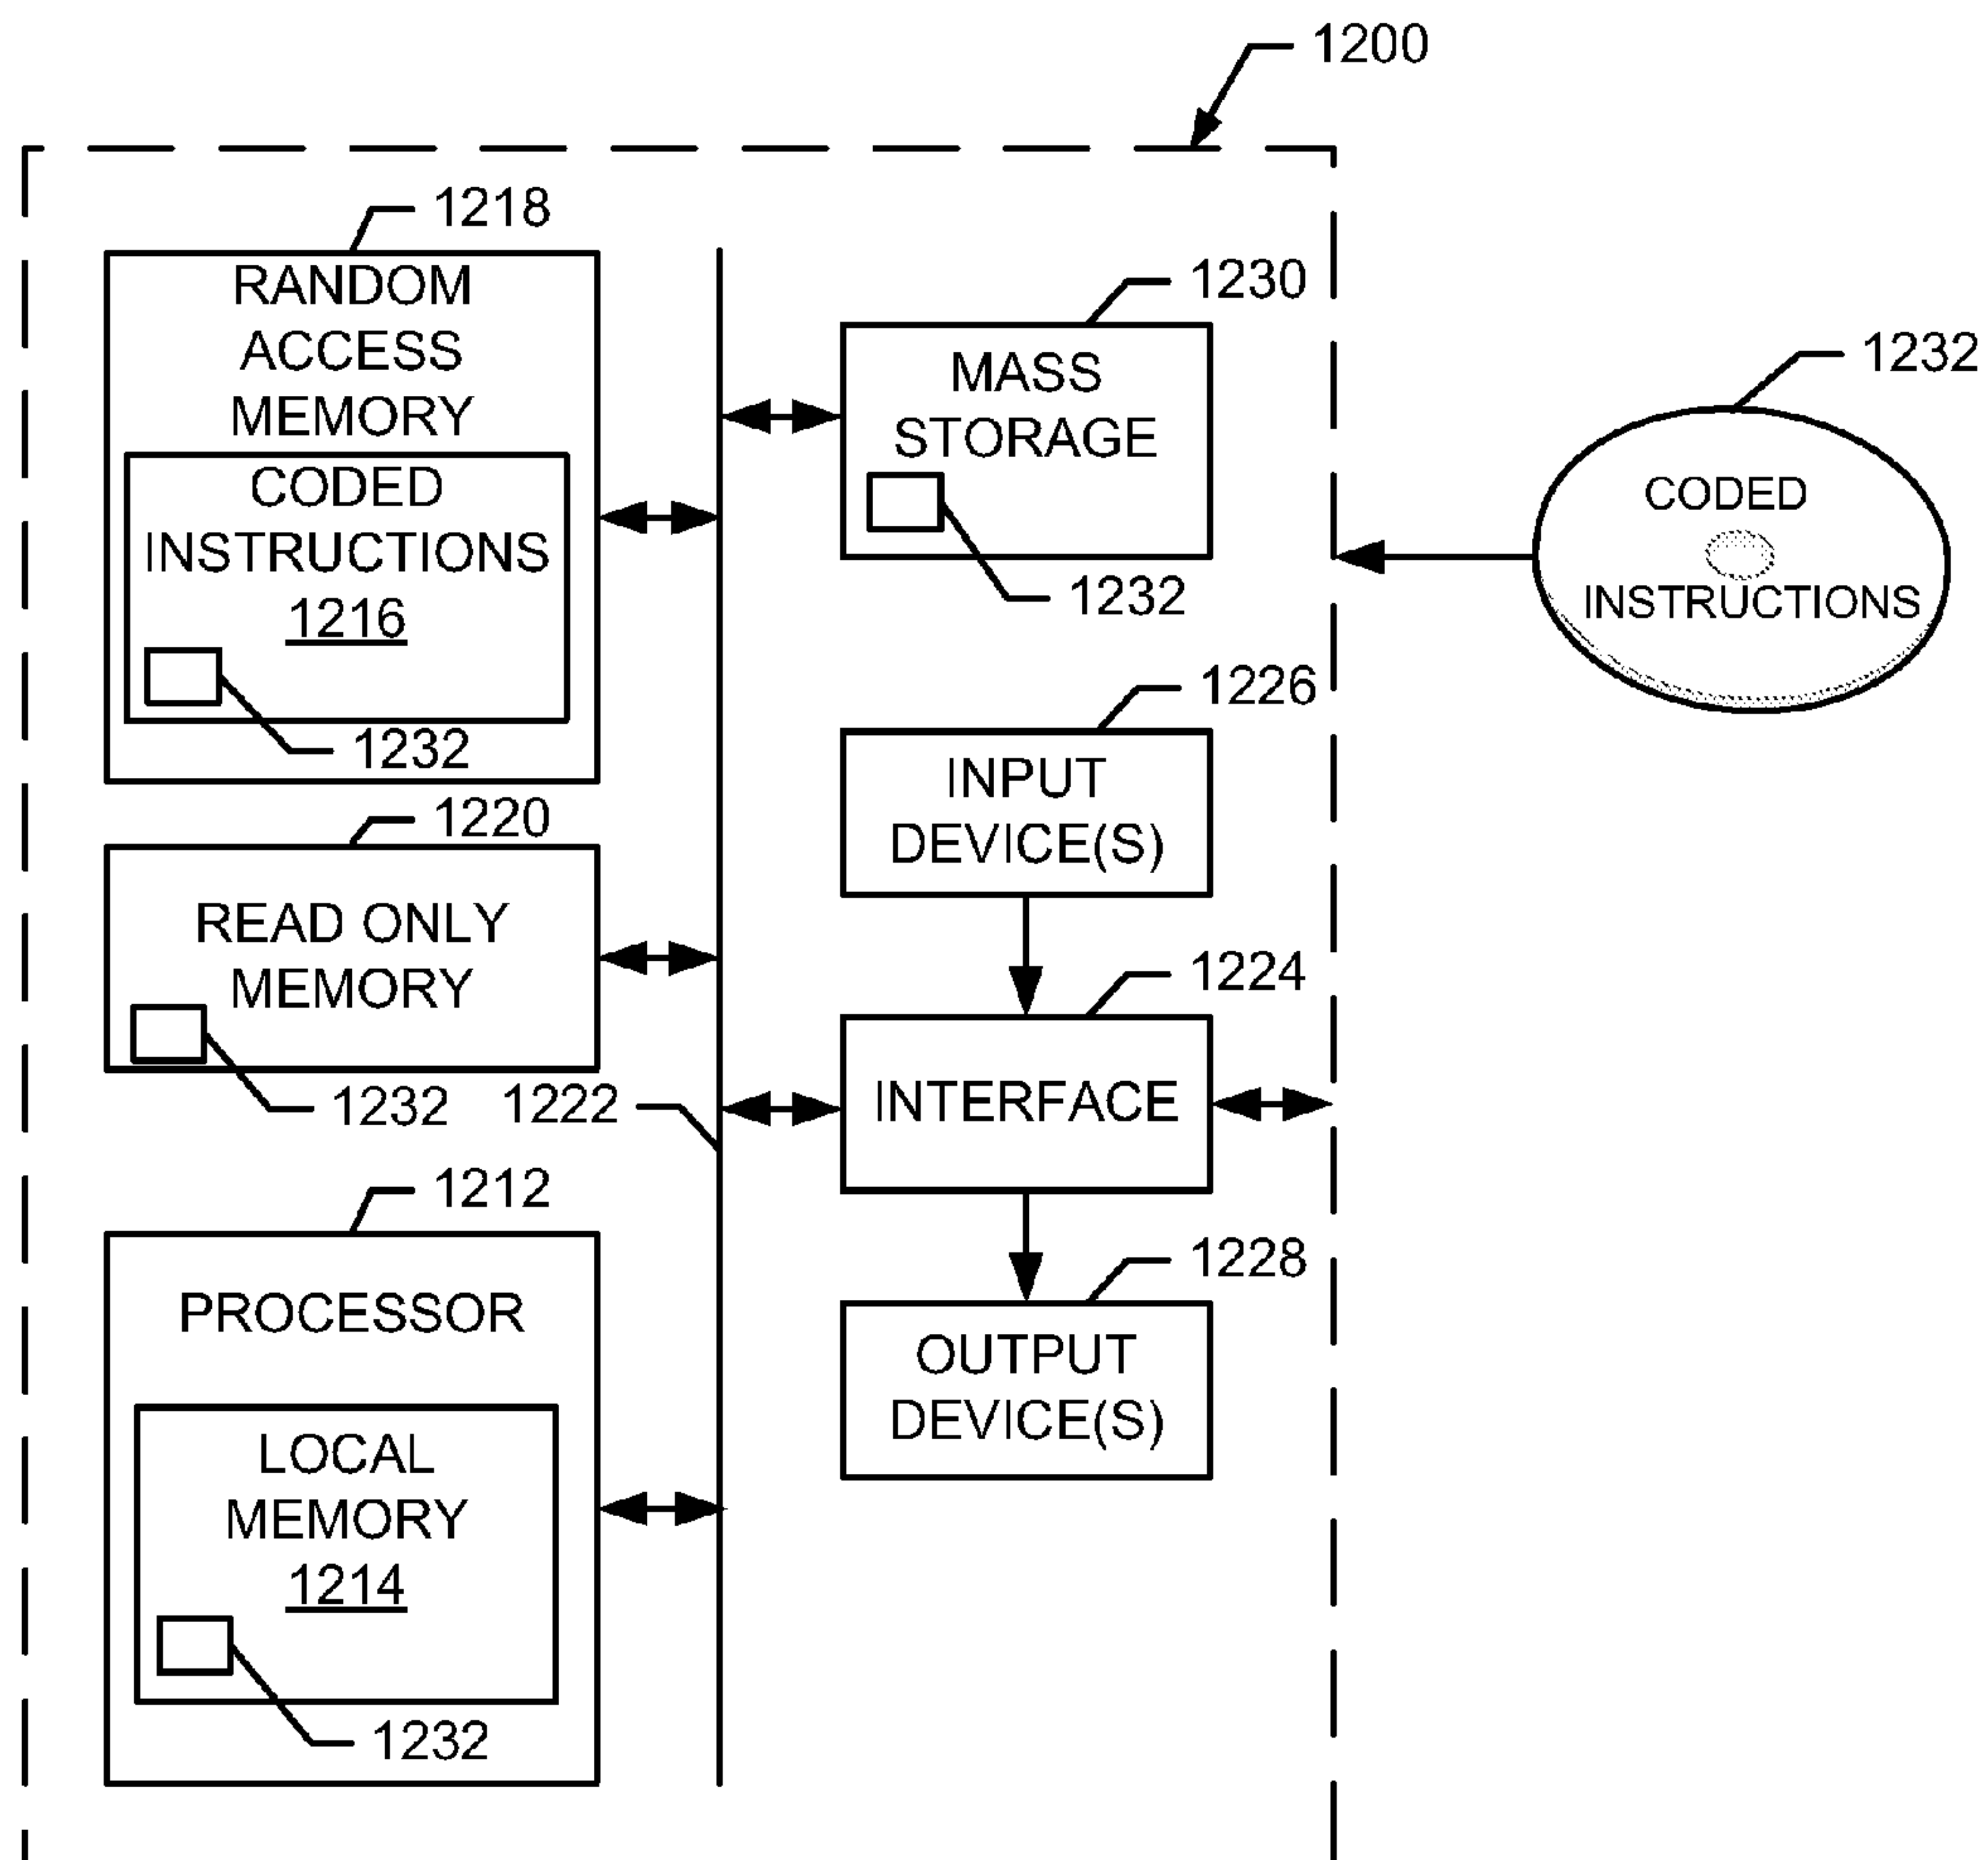 1200
1218
RANDOM
ACCESS
MEMORY
CODED
INSTRUCTIONS
1216
1232
1220
READ ONLY
MEMORY
1232
1222
1212
PROCESSOR
LOCAL
MEMORY
1214
1232
1230
MASS
STORAGE
1232
1226
INPUT
DEVICE(S)
1224
INTERFACE
1228
OUTPUT
DEVICE(S)
1232
CODED
INSTRUCTIONS